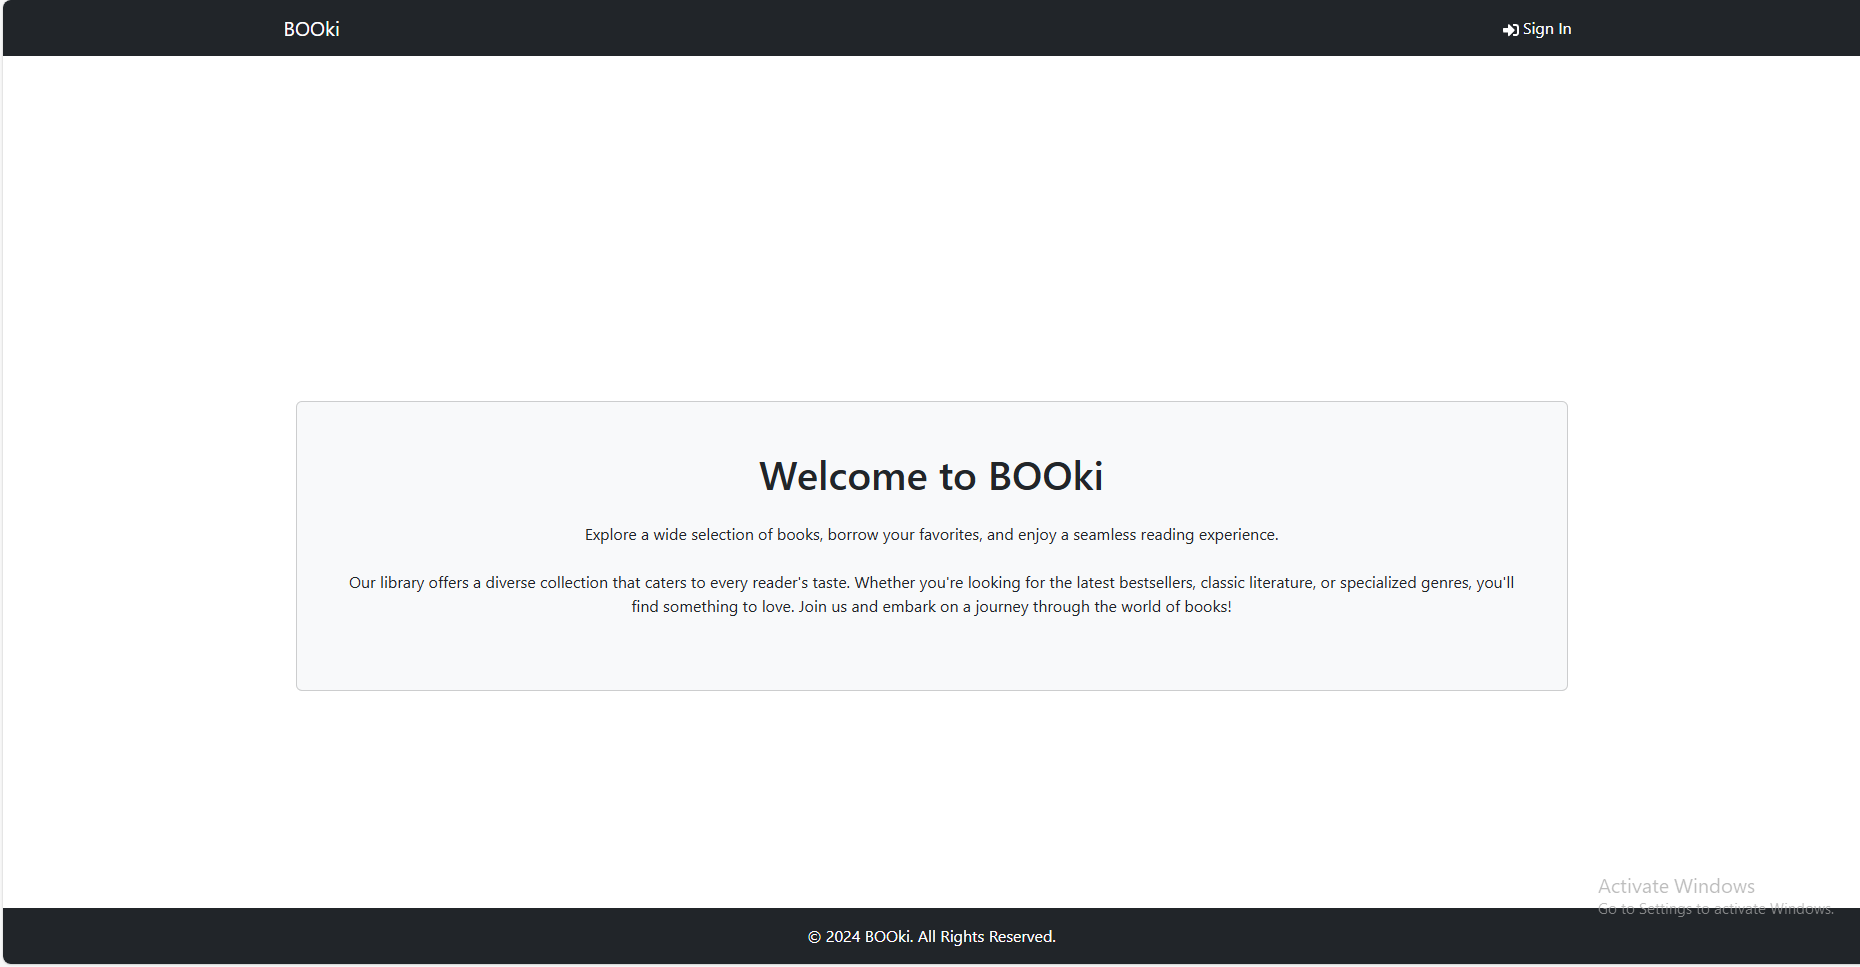 BOOki
Sign In
Welcome to BOOki
Explore a wide selection of books, borrow your favorites, and enjoy a seamless reading experience.
Our library offers a diverse collection that caters to every reader's taste. Whether you're looking for the latest bestsellers, classic literature, or specialized genres, you'll
find something to love. Join us and embark on a journey through the world of books!
Activate Windows
Go to Settings to activate Windows.
© 2024 BOOki. All Rights Reserved.